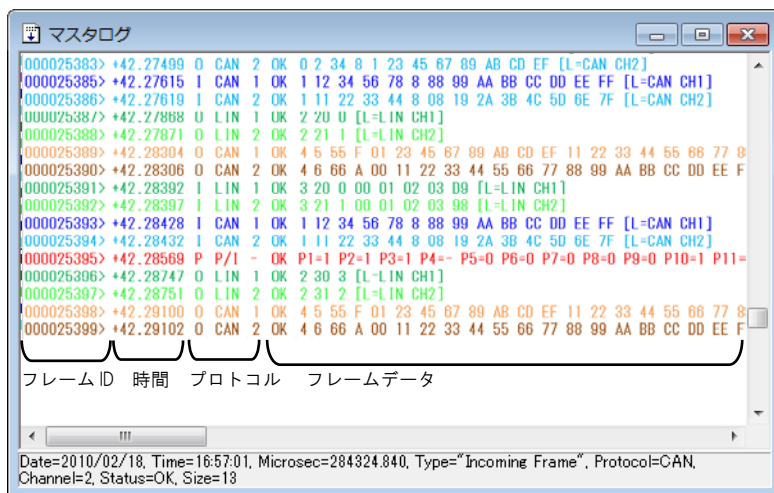 マスタログ
000025383> +42.27499 O CAN 2 OK 0 2 34 8 1 23 45 67 89 AB CD EF [L=CAN CH2]
000025385> +42.27615 I CAN 1 OK 1 12 34 56 78 8 88 99 AA BB CC DD EE FF [L=CAN CH1]
000025386> +42.27619 I CAN 2 OK 1 11 22 33 44 8 08 19 2A 3B 4C 5D 6E 7F [L=CAN CH2]
000025387> +42.27868 O LIN 1 OK 2 20 0 [L=LIN CH1]
000025388> +42.27871 O LIN 2 OK 2 21 1 [L=LIN CH2]
000025389> +42.28304 O CAN 1 OK 4 5 55 F 01 23 45 67 89 AB CD EF 11 22 33 44 55 66 77 8
000025390> +42.28306 O CAN 2 OK 4 6 66 A 00 11 22 33 44 55 66 77 88 99 AA BB CC DD EE F
000025391> +42.28392 I LIN 1 OK 3 20 0 00 01 02 03 D9 [L=LIN CH1]
000025392> +42.28397 I LIN 2 OK 3 21 1 00 01 02 03 98 [L=LIN CH2]
000025393> +42.28428 I CAN 1 OK 1 12 34 56 78 8 88 99 AA BB CC DD EE FF [L=CAN CH1]
000025394> +42.28432 I CAN 2 OK 1 11 22 33 44 8 08 19 2A 3B 4C 5D 6E 7F [L=CAN CH2]
000025395> +42.28569 P P/I - OK P1=1 P2=1 P3=1 P4=- P5=0 P6=0 P7=0 P8=0 P9=0 P10=1 P11=
000025396> +42.28747 O LIN 1 OK 2 30 3 [L=LIN CH1]
000025397> +42.28751 O LIN 2 OK 2 31 2 [L=LIN CH2]
000025398> +42.29100 O CAN 1 OK 4 5 55 F 01 23 45 67 89 AB CD EF 11 22 33 44 55 66 77 8
000025399> +42.29102 O CAN 2 OK 4 6 66 A 00 11 22 33 44 55 66 77 88 99 AA BB CC DD EE F
フレームID 時間 プロトコル フレームデータ
Date=2010/02/18, Time=16:57:01, Microsec=284324.840, Type="Incoming Frame", Protocol=CAN,
Channel=2, Status=OK, Size=13